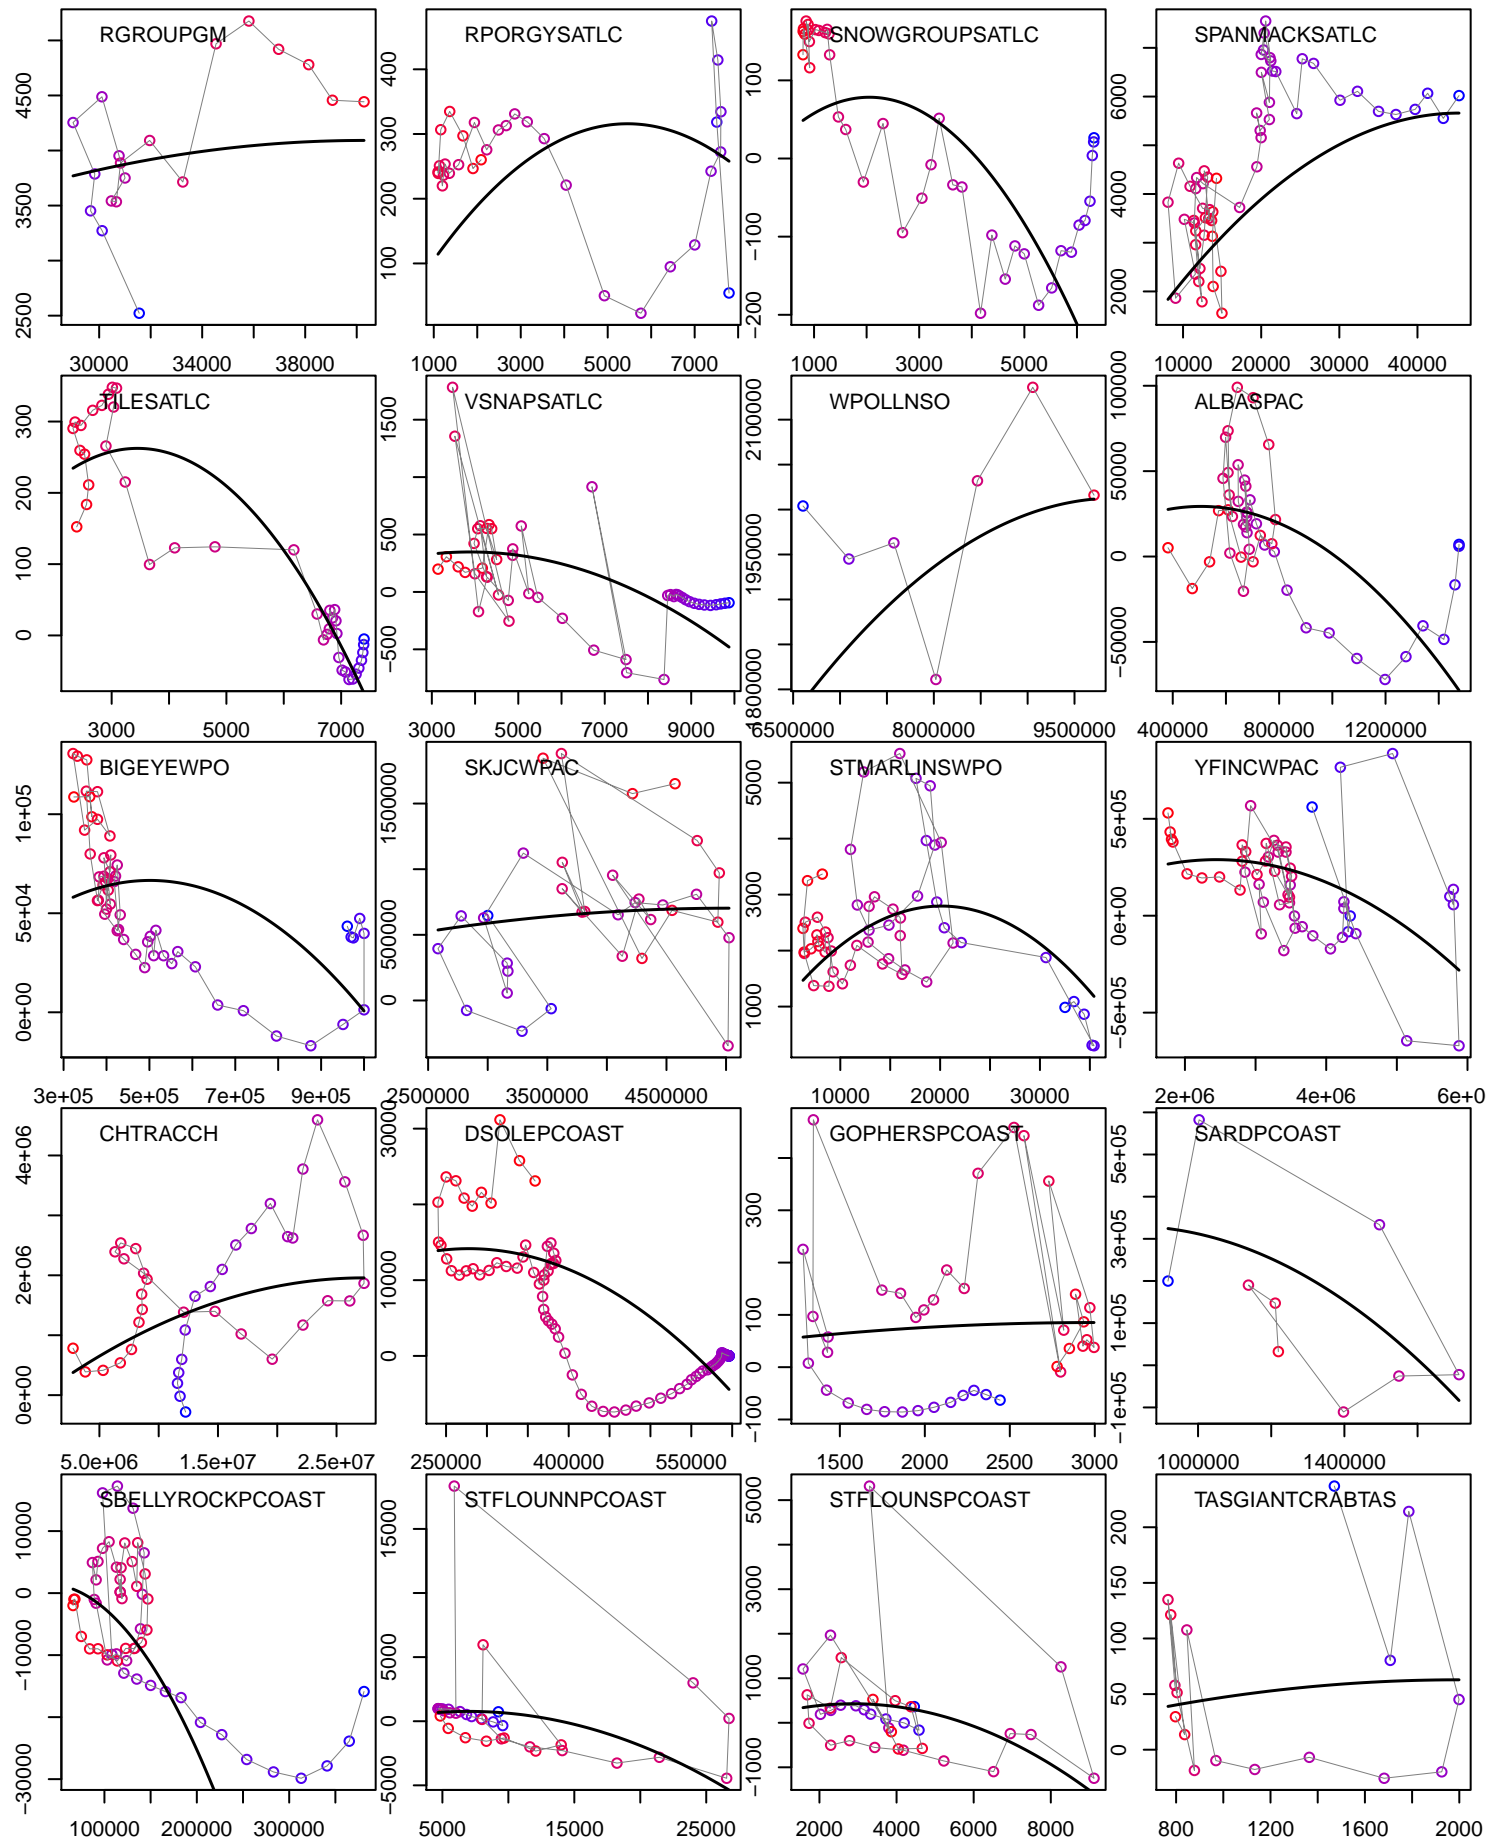 RGROUPGM RPORGYSATLC SNOWGROUPSATLC SPANMACKSATLC
2500 3500 4500
100 200 300 400
−200 −100 0 100
2000 4000 6000
30000 34000 38000
1000 3000 5000 7000
1000 3000 5000
10000 20000 30000 40000
TILESATLC VSNAPSATLC WPOLLNSO ALBASPAC
0 100 200 300
−500 0 500 1500
1800000 1950000 2100000
−50000 0 50000 100000
3000 5000 7000
3000 5000 7000 9000
6500000 8000000 9500000
400000 800000 1200000
BIGEYEWPO SKJCWPAC STMARLINSWPO YFINCWPAC
0e+00 5e+04 1e+05
0 500000 1500000
1000 3000 5000
−5e+05 0e+00 5e+05
3e+05 5e+05 7e+05 9e+05
2500000 3500000 4500000
10000 20000 30000
2e+06 4e+06 6e+0
CHTRACCH DSOLEPCOAST GOPHERSPCOAST SARDPCOAST
0e+00 2e+06 4e+06
0 10000 30000
−100 0 100 300
−1e+05 1e+05 3e+05 5e+05
5.0e+06 1.5e+07 2.5e+07
250000 400000 550000
1500 2000 2500 3000
1000000 1400000
SBELLYROCKPCOAST STFLOUNNPCOAST STFLOUNSPCOAST TASGIANTCRABTAS
−30000 −10000 0 10000
−5000 0 5000 15000
−1000 1000 3000 5000
0 50 100 150 200
100000 200000 300000
5000 15000 25000
2000 4000 6000 8000
800 1200 1600 2000